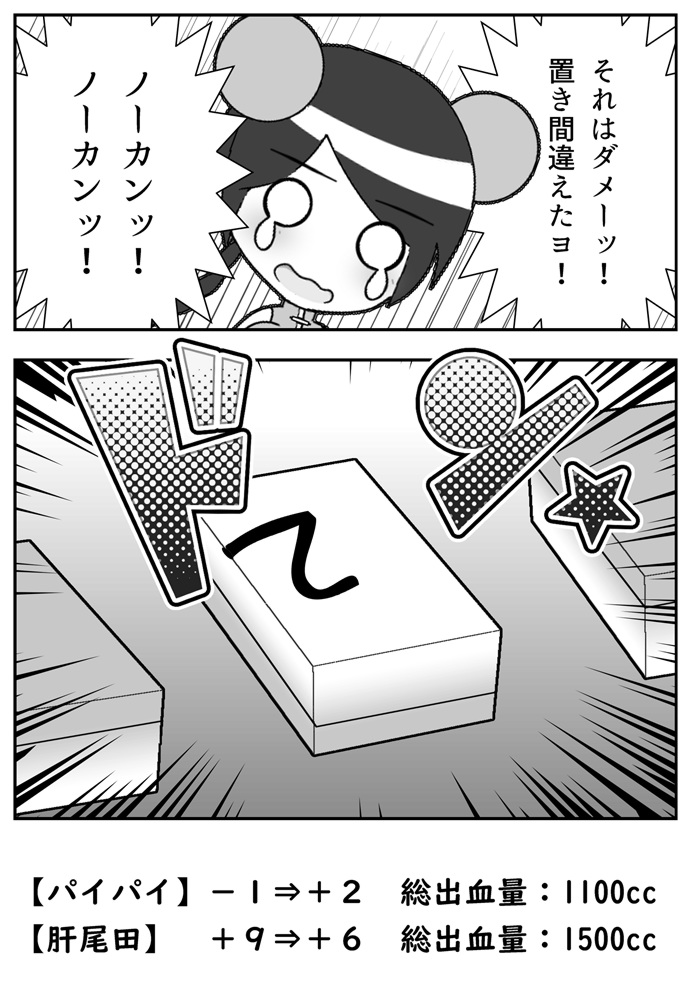 それはダメーッ!
置き間違えたヨ!
ノーカンッ!
ノーカンッ!
ド ン ☆
2
【パイパイ】－1⇒＋2　総出血量：1100cc
【肝尾田】　＋9⇒＋6　総出血量：1500cc